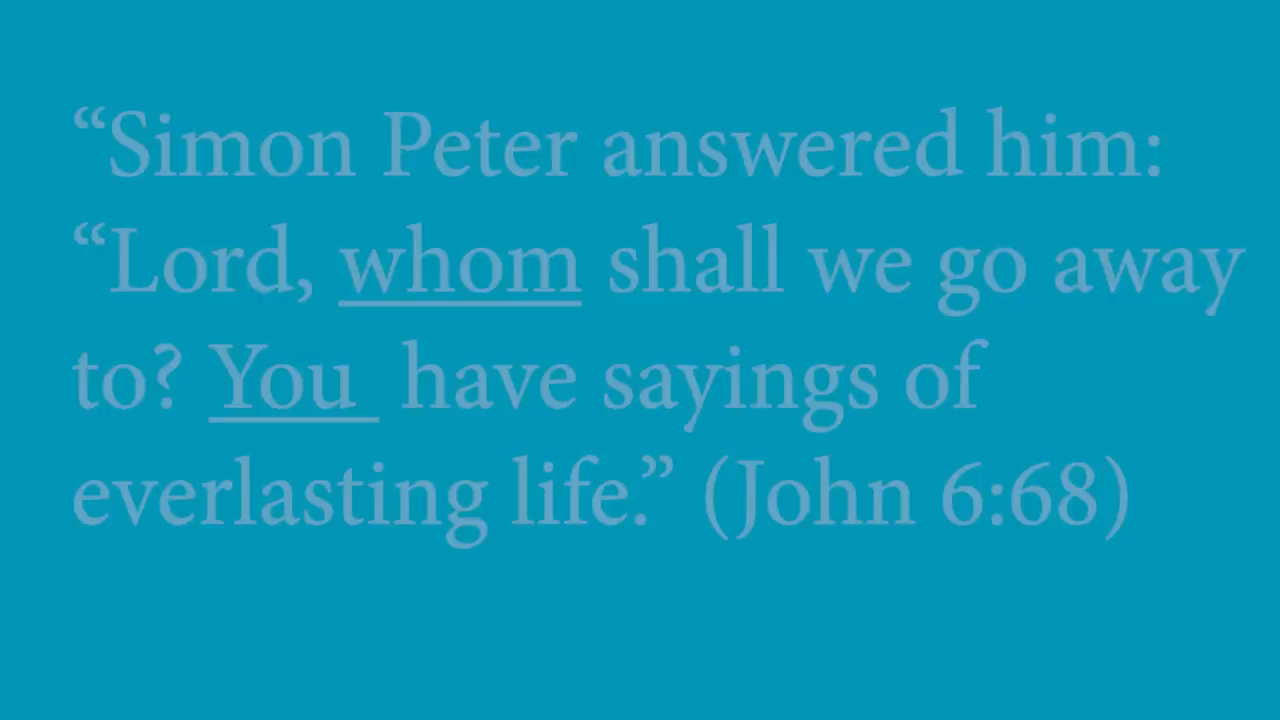 “Simon Peter answered him:
“Lord, whom shall we go away
to? You have sayings of
everlasting life.” (John 6:68)